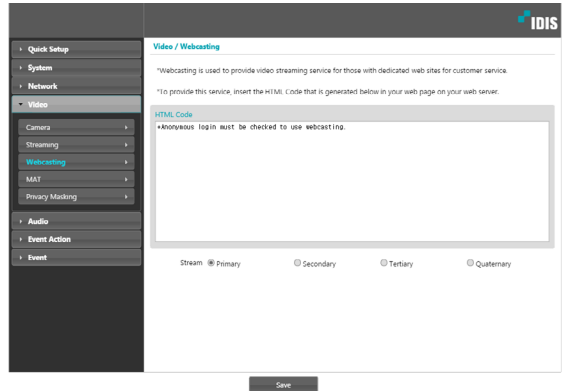 IDIS
Quick Setup
System
Network
Video
Camera
Streaming
Webcasting
MAT
Privacy Masking
Audio
Event Action
Event
Video / Webcasting
*Webcasting is used to provide video streaming service for those with dedicated web sites for customer service.
*To provide this service, insert the HTML Code that is generated below in your web page on your web server.
HTML Code
*Anonymous login must be checked to use webcasting.
Stream Primary Secondary Tertiary Quaternary
Save